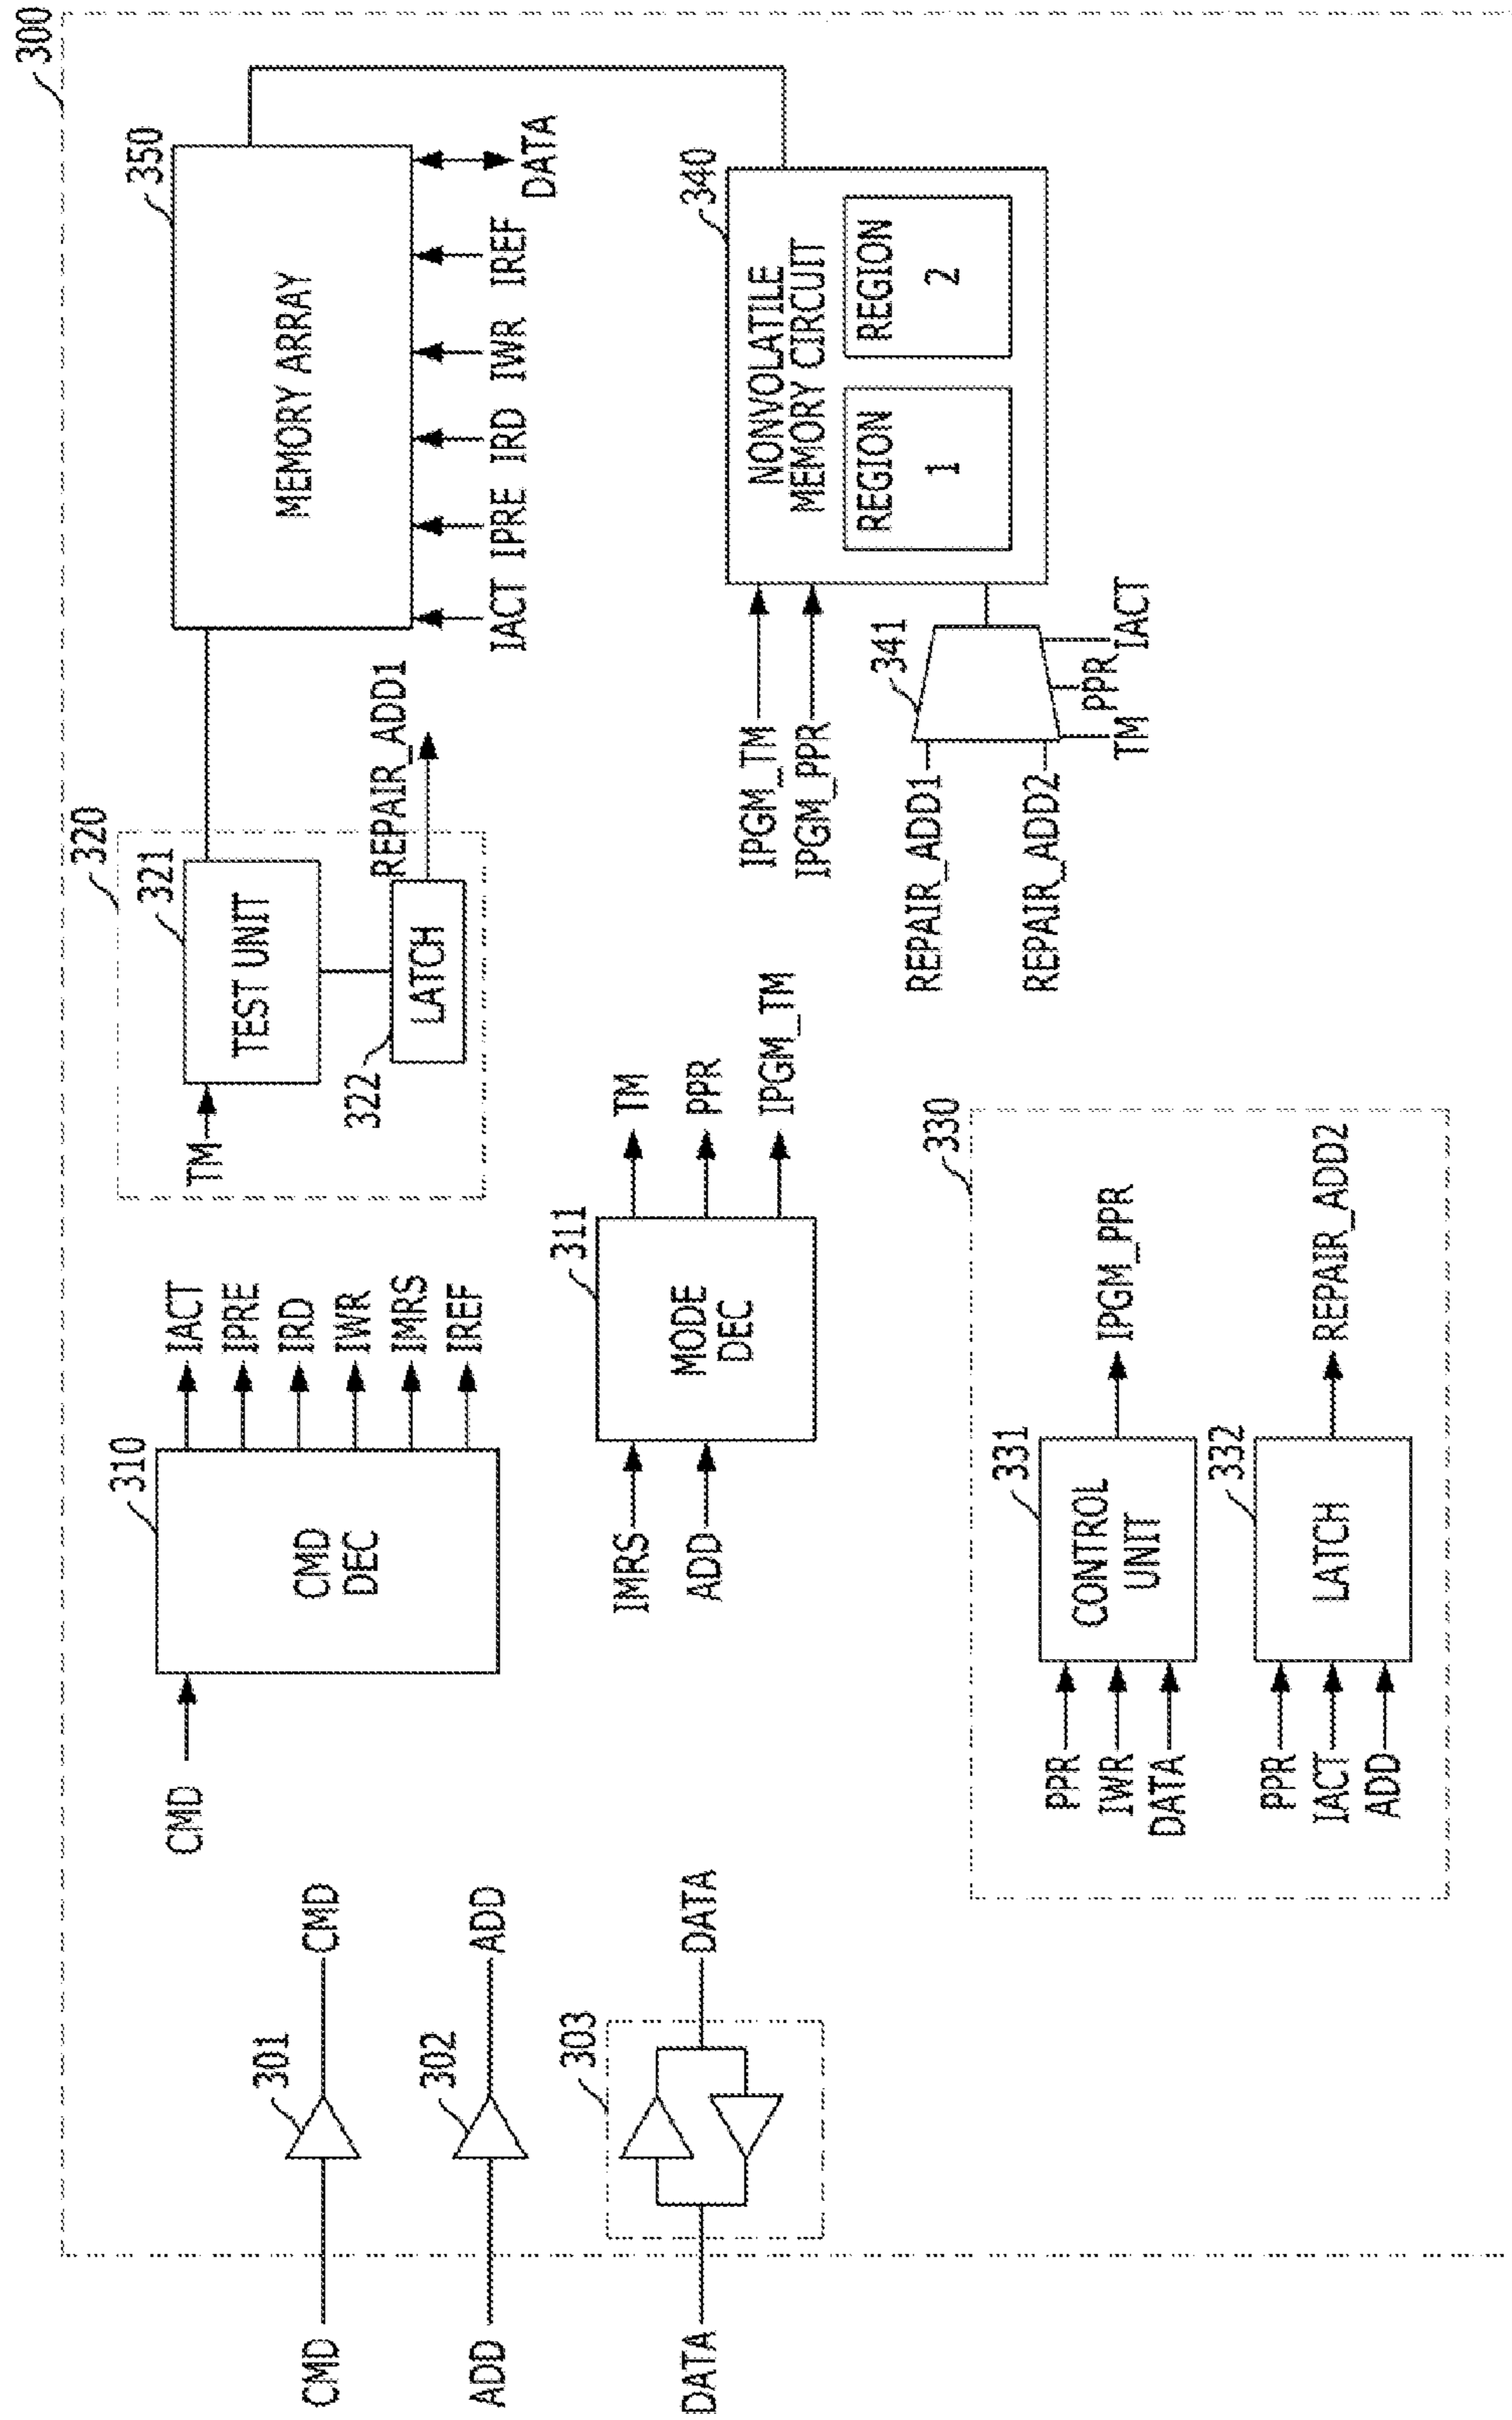 300
CMD
301
CMD
ADD
302
ADD
DATA
303
DATA
CMD
310
CMD
DEC
IACT
IPRE
IRD
IWR
IMRS
IREF
IMRS
ADD
311
MODE
DEC
TM
PPR
IPGM_TM
320
TM
321
TEST UNIT
322
LATCH
REPAIR_ADD1
350
MEMORY ARRAY
IACT
IPRE
IRD
IWR
IREF
DATA
330
PPR
IWR
DATA
331
CONTROL
UNIT
IPGM_PPR
PPR
IACT
ADD
332
LATCH
REPAIR_ADD2
IPGM_TM
IPGM_PPR
REPAIR_ADD1
REPAIR_ADD2
341
TM
PPR
IACT
340
NONVOLATILE
MEMORY CIRCUIT
REGION
1
REGION
2